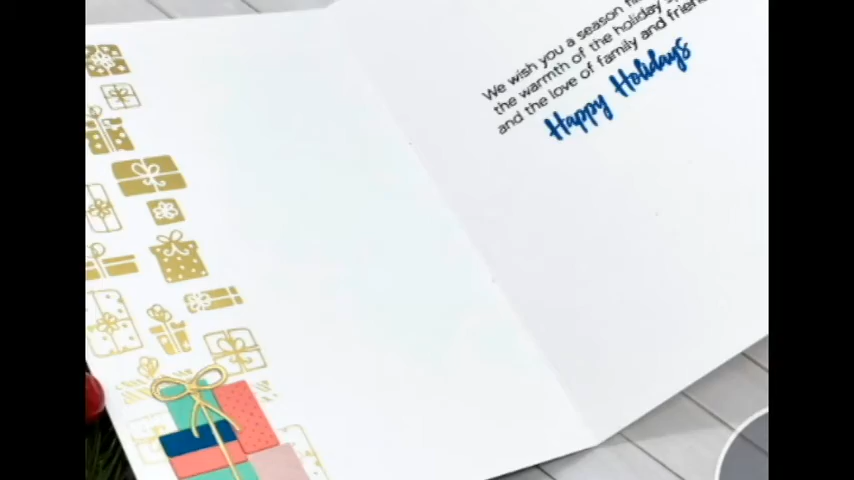 We wish you a season
the warmth of the holiday
and the love of family and
Happy Holidays